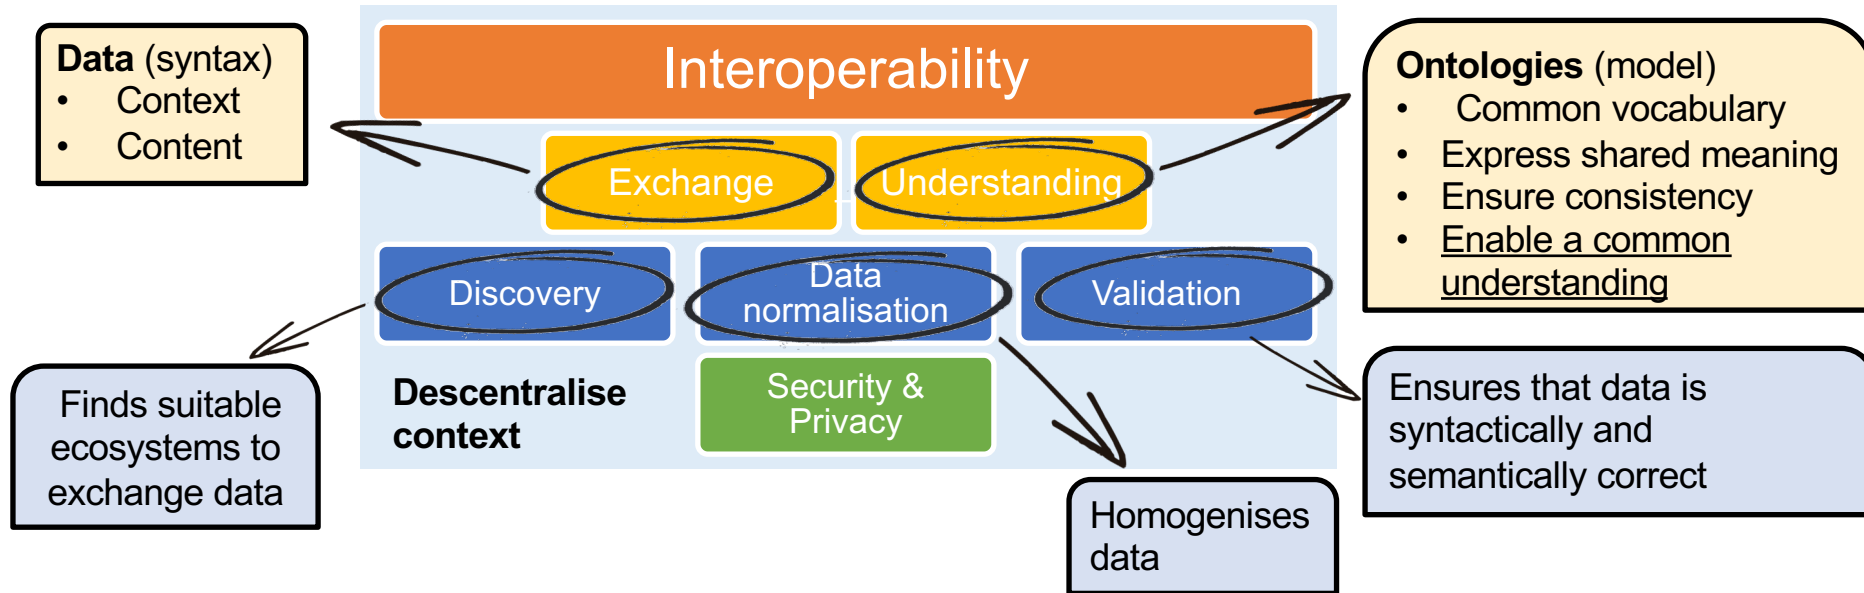 Data (syntax)
• Context
• Content
Interoperability
Exchange
Understanding
Ontologies (model)
• Common vocabulary
• Express shared meaning
• Ensure consistency
• Enable a common
understanding
Discovery
Data
normalisation
Validation
Descentralise
context
Security &
Privacy
Finds suitable
ecosystems to
exchange data
Homogenises
data
Ensures that data is
syntactically and
semantically correct